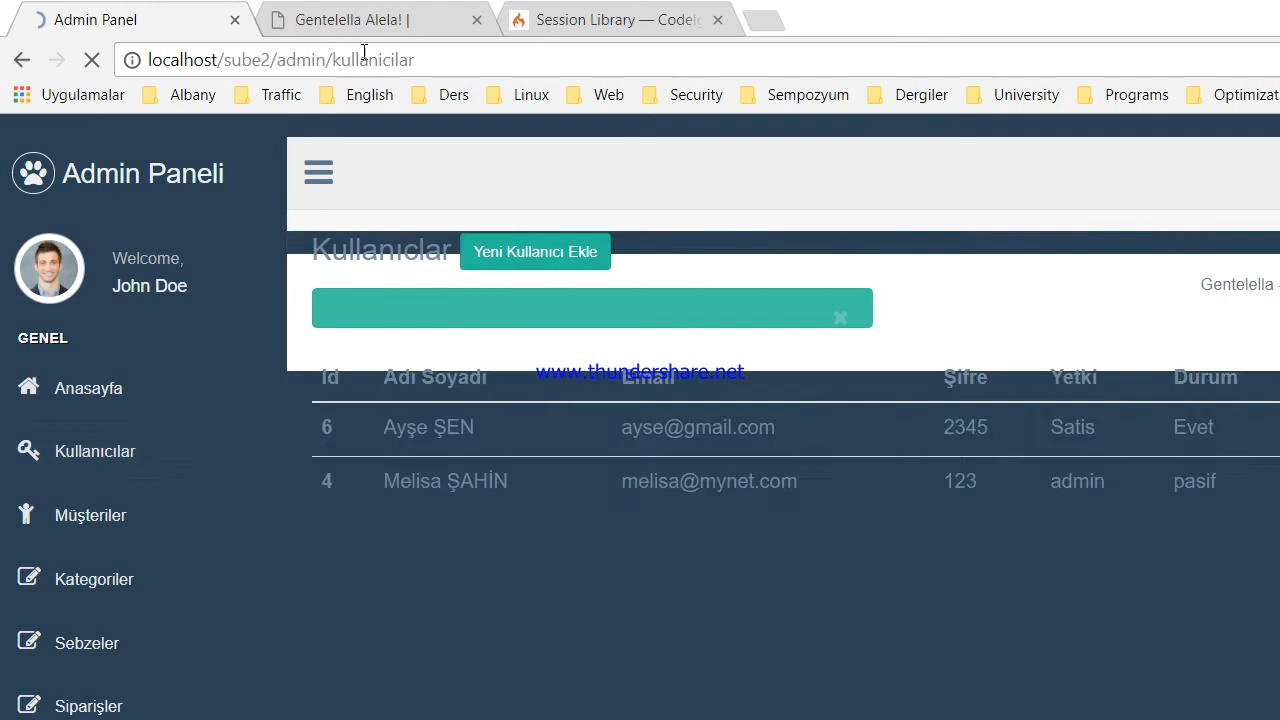 Admin Panel
Gentelella Alela! |
Session Library — CodeIg
localhost/sube2/admin/kullanicilar
Uygulamalar Albany Traffic English Ders Linux Web Security Sempozyum Dergiler University Programs Optimizat
Admin Paneli
Welcome,
John Doe
GENEL
Anasayfa
Kullanıcılar
Müşteriler
Kategoriler
Sebzeler
Siparişler
Kullanıclar Yeni Kullanıcı Ekle
Gentelella -
www.thundershare.net
Id Adı Soyadı Email Şifre Yetki Durum
6 Ayşe ŞEN ayse@gmail.com 2345 Satis Evet
4 Melisa ŞAHİN melisa@mynet.com 123 admin pasif